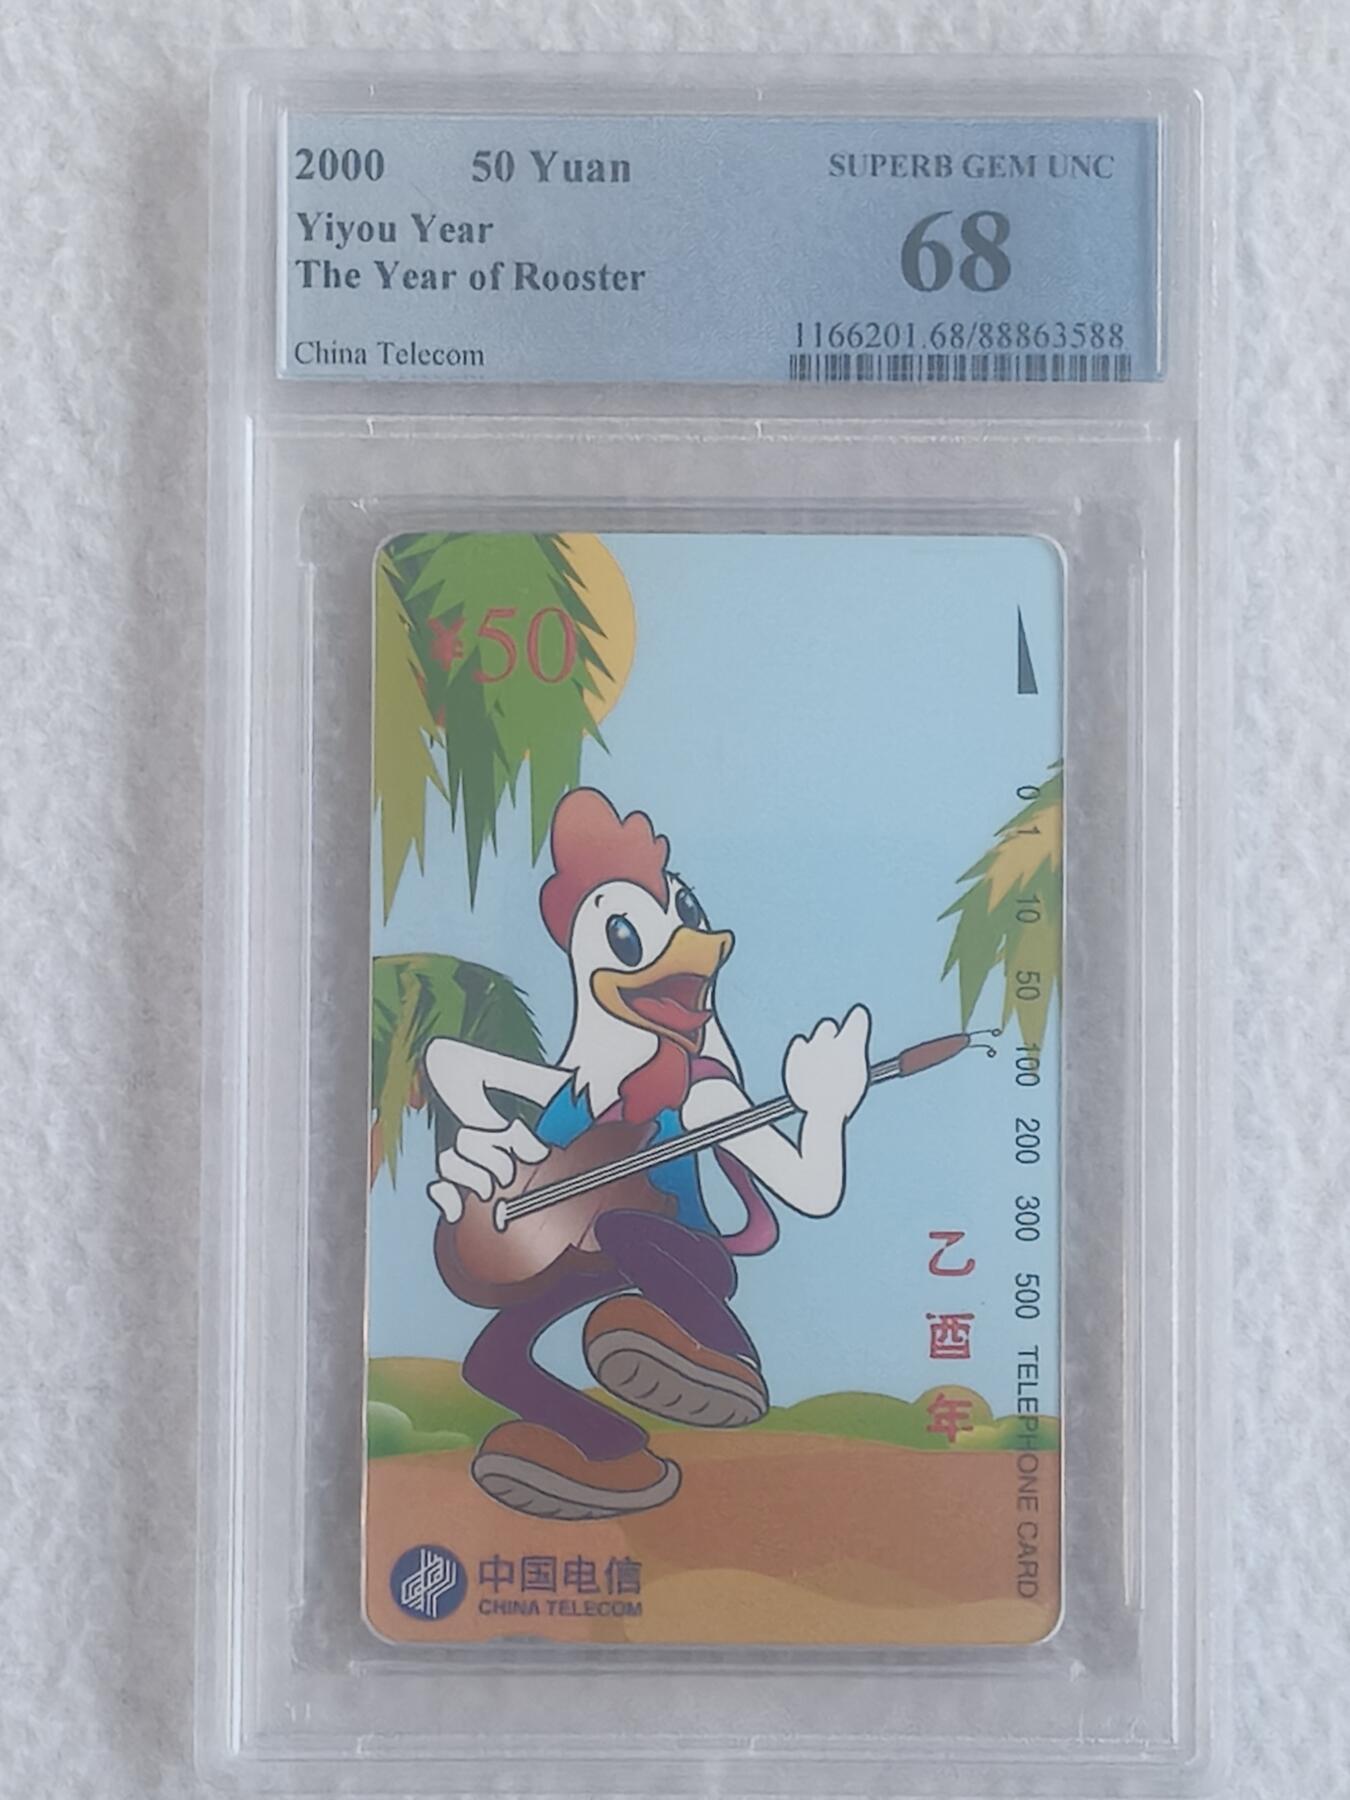 2000 50 Yuan
Yiyou Year
The Year of Rooster
China Telecom
SUPERB GEM UNC
68
1166201.68/88863588
¥50
0 1 10 50 100 200 300 500 TELEPHONE CARD
乙酉年
中国电信
CHINA TELECOM